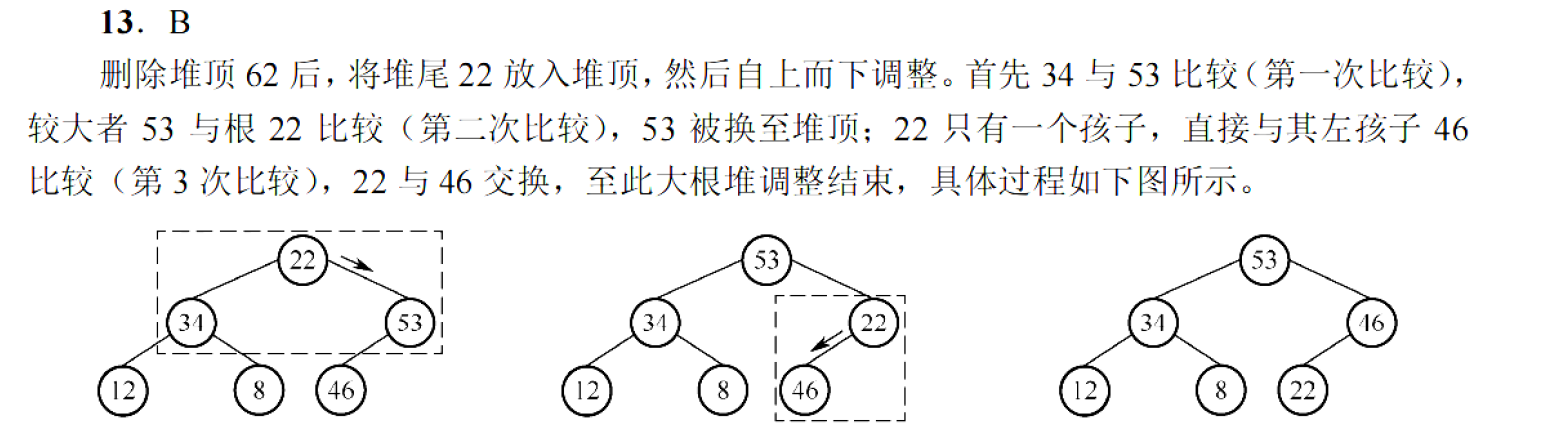 13． B
删除堆顶 62 后，将堆尾 22 放入堆顶，然后自上而下调整。首先 34 与 53 比较（第一次比较），
较大者 53 与根 22 比较（第二次比较），53 被换至堆顶；22 只有一个孩子，直接与其左孩子 46
比较（第 3 次比较），22 与 46 交换，至此大根堆调整结束，具体过程如下图所示。
22 53 53
34 53 34 22 34 46
12 8 46 12 8 46 12 8 22